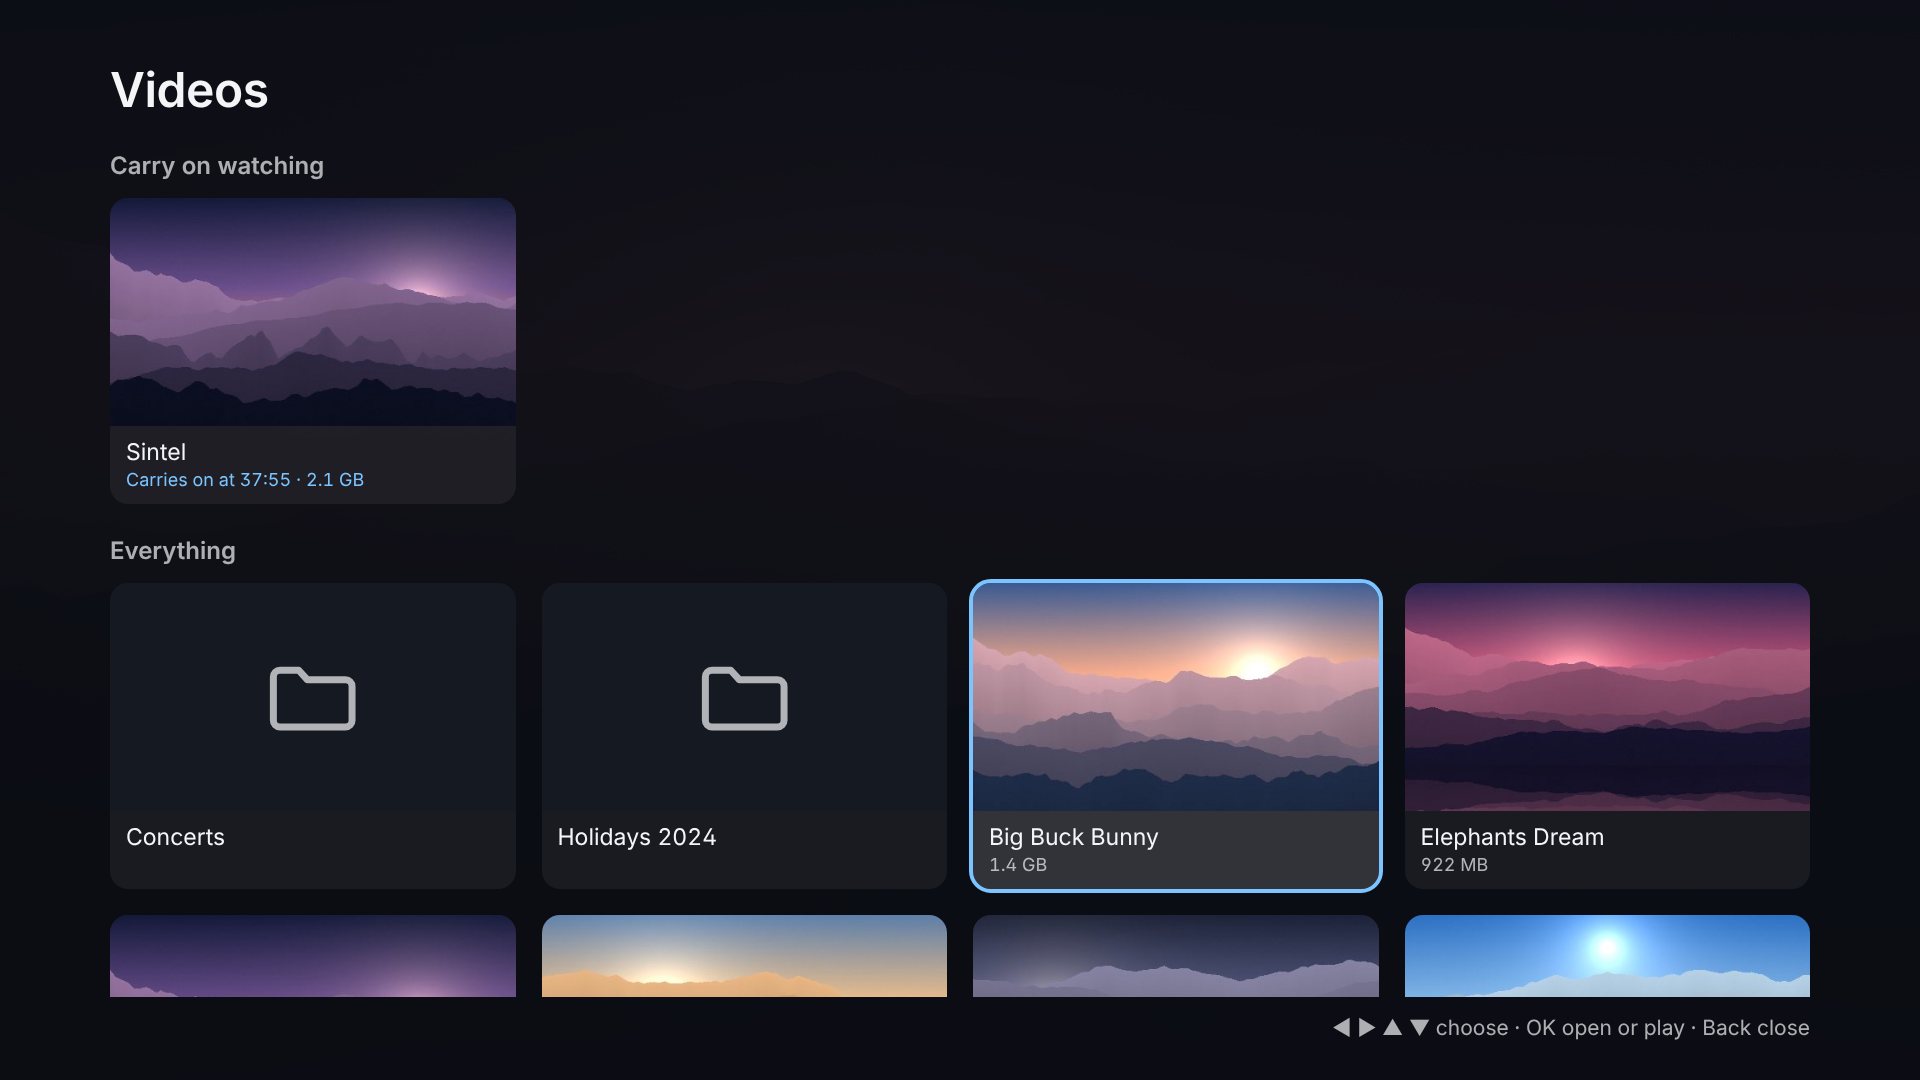 Videos
Carry on watching
Sintel
Carries on at 37:55 · 2.1 GB
Everything
Concerts
Holidays 2024
Big Buck Bunny
1.4 GB
Elephants Dream
922 MB
◀ ▶ ▲ ▼ choose · OK open or play · Back close